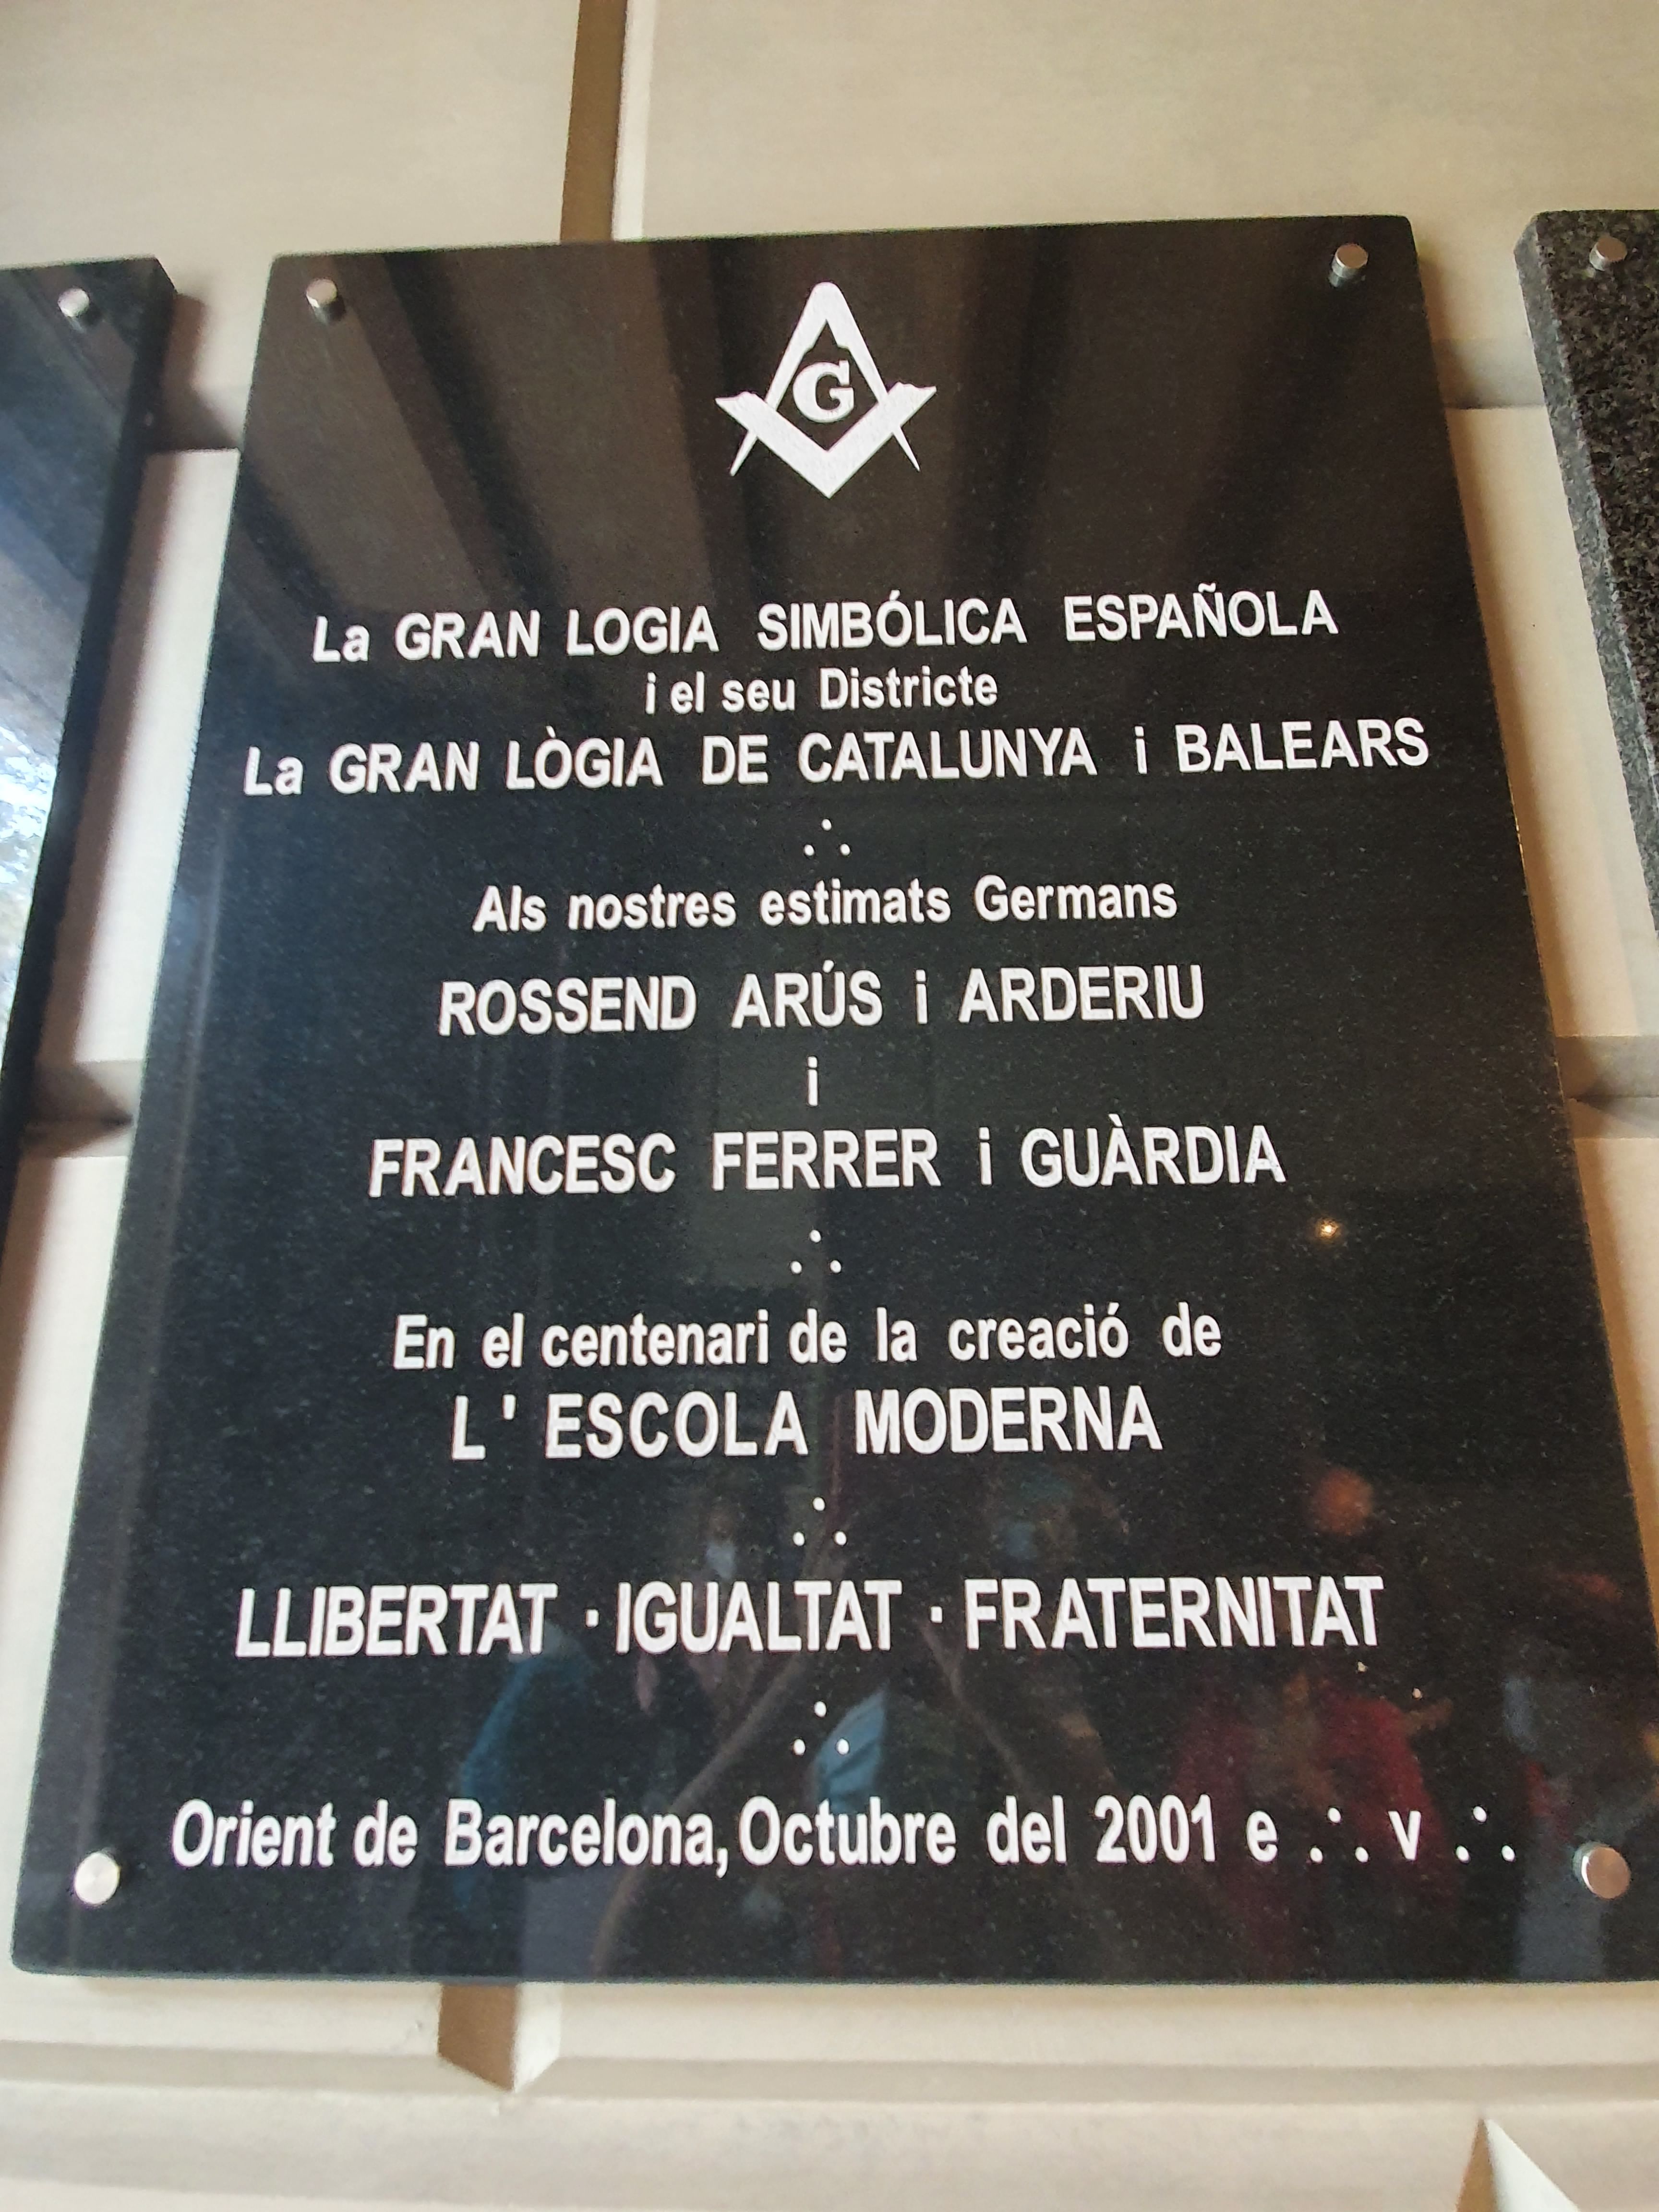 G
La GRAN LOGIA SIMBÓLICA ESPAÑOLA
i el seu Districte
La GRAN LÒGIA DE CATALUNYA i BALEARS
∴
Als nostres estimats Germans
ROSSEND ARÚS i ARDERIU
i
FRANCESC FERRER i GUÀRDIA
∴
En el centenari de la creació de
L' ESCOLA MODERNA
∴
LLIBERTAT · IGUALTAT · FRATERNITAT
∴
Orient de Barcelona, Octubre del 2001 e ∴ v ∴